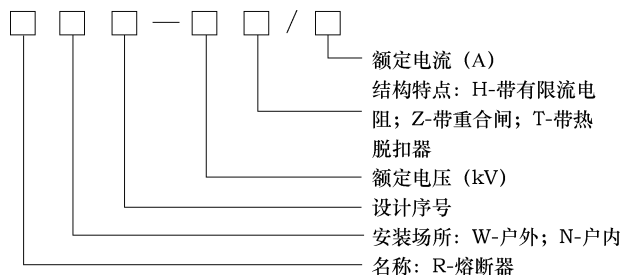 — /
额定电流（A）
结构特点：H-带有限流电
阻；Z-带重合闸；T-带热
脱扣器
额定电压（kV）
设计序号
安装场所：W-户外；N-户内
名称：R-熔断器